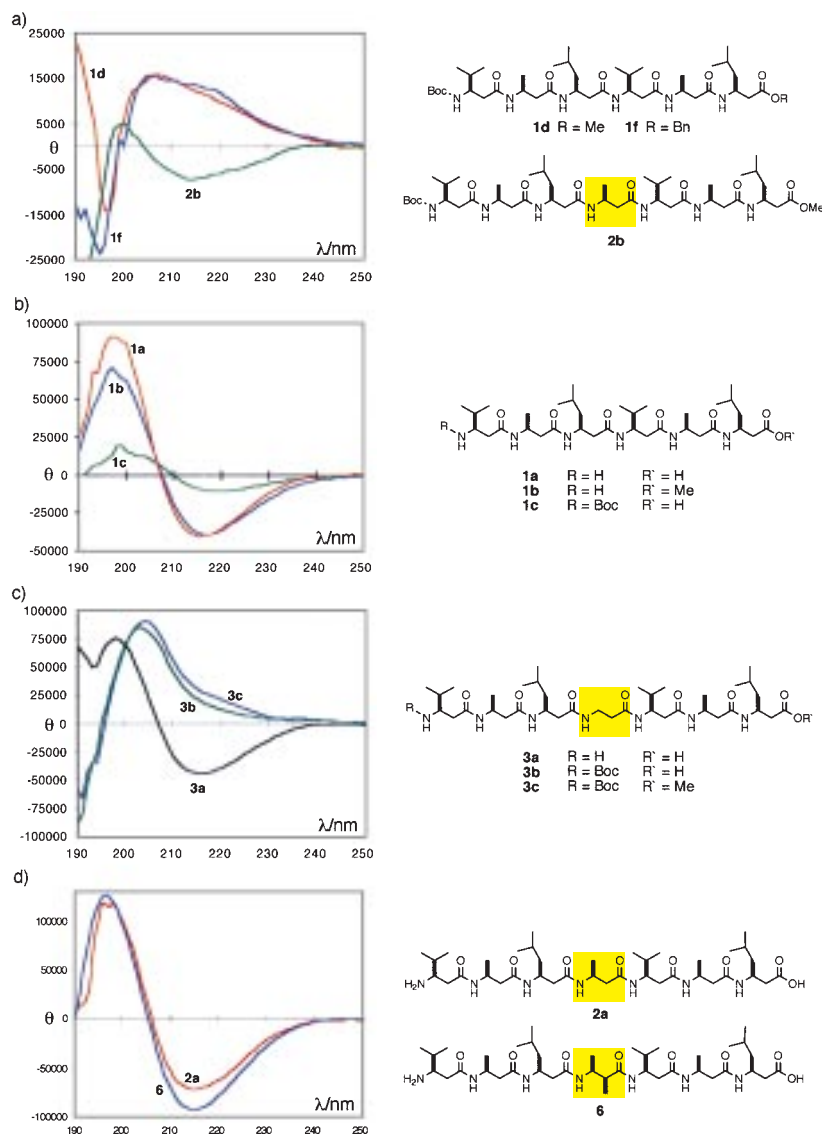 a)
25000
15000
5000
θ
-5000
-15000
-25000
1d
1f
2b
λ/nm
190 200 210 220 230 240 250
Boc N H O N H O N H O N H O N H O N H O OR
1d R = Me 1f R = Bn
Boc N H O N H O N H O N H O N H O N H O N H O OMe
2b
b)
100000
75000
50000
25000
θ 0
-25000
-50000
1a
1b
1c
λ/nm
190 200 210 220 230 240 250
R N H O N H O N H O N H O N H O N H O OR`
1a R = H R` = H
1b R = H R` = Me
1c R = Boc R` = H
c)
100000
75000
50000
25000
θ 0
-25000
-50000
-75000
-100000
3c
3b
3a
λ/nm
190 200 210 220 230 240 250
R N H O N H O N H O N H O N H O N H O N H O OR`
3a R = H R` = H
3b R = Boc R` = H
3c R = Boc R` = Me
d)
100000
50000
θ 0
-50000
-100000
2a
6
λ/nm
190 200 210 220 230 240 250
H₂N O N H O N H O N H O N H O N H O N H O OH
2a
H₂N O N H O N H O N H O N H O N H O N H O OH
6